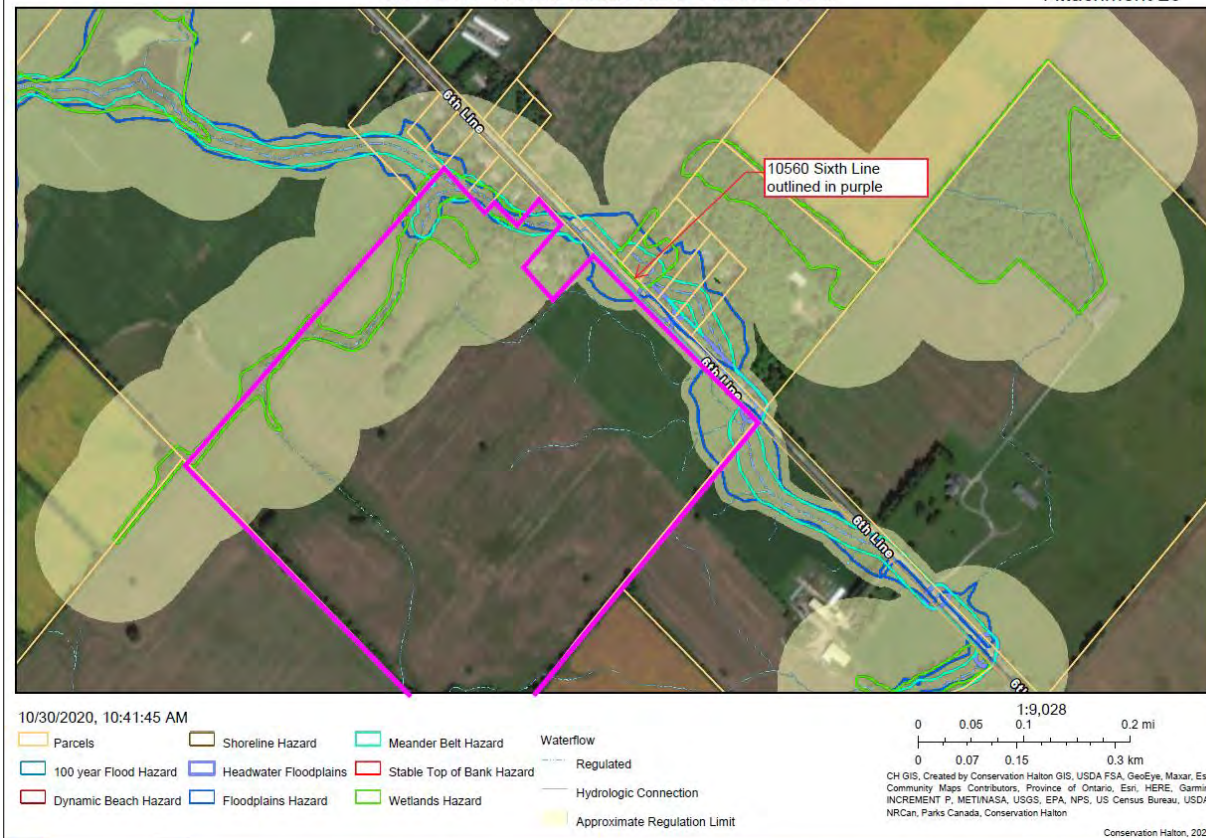 6th Line
10560 Sixth Line
outlined in purple
6th Line
6th Line
10/30/2020, 10:41:45 AM
Parcels
100 year Flood Hazard
Dynamic Beach Hazard
Shoreline Hazard
Headwater Floodplains
Floodplains Hazard
Meander Belt Hazard
Stable Top of Bank Hazard
Wetlands Hazard
Waterflow
Regulated
Hydrologic Connection
Approximate Regulation Limit
1:9,028
0 0.05 0.1 0.2 mi
0 0.07 0.15 0.3 km
CH GIS, Created by Conservation Halton GIS, USDA FSA, GeoEye, Maxar,
Community Maps Contributors, Province of Ontario, Esri, HERE,
INCREMENT P, METI/NASA, USGS, EPA, NPS, US Census Bureau, USDA
NRCan, Parks Canada, Conservation Halton
Conservation Halton,